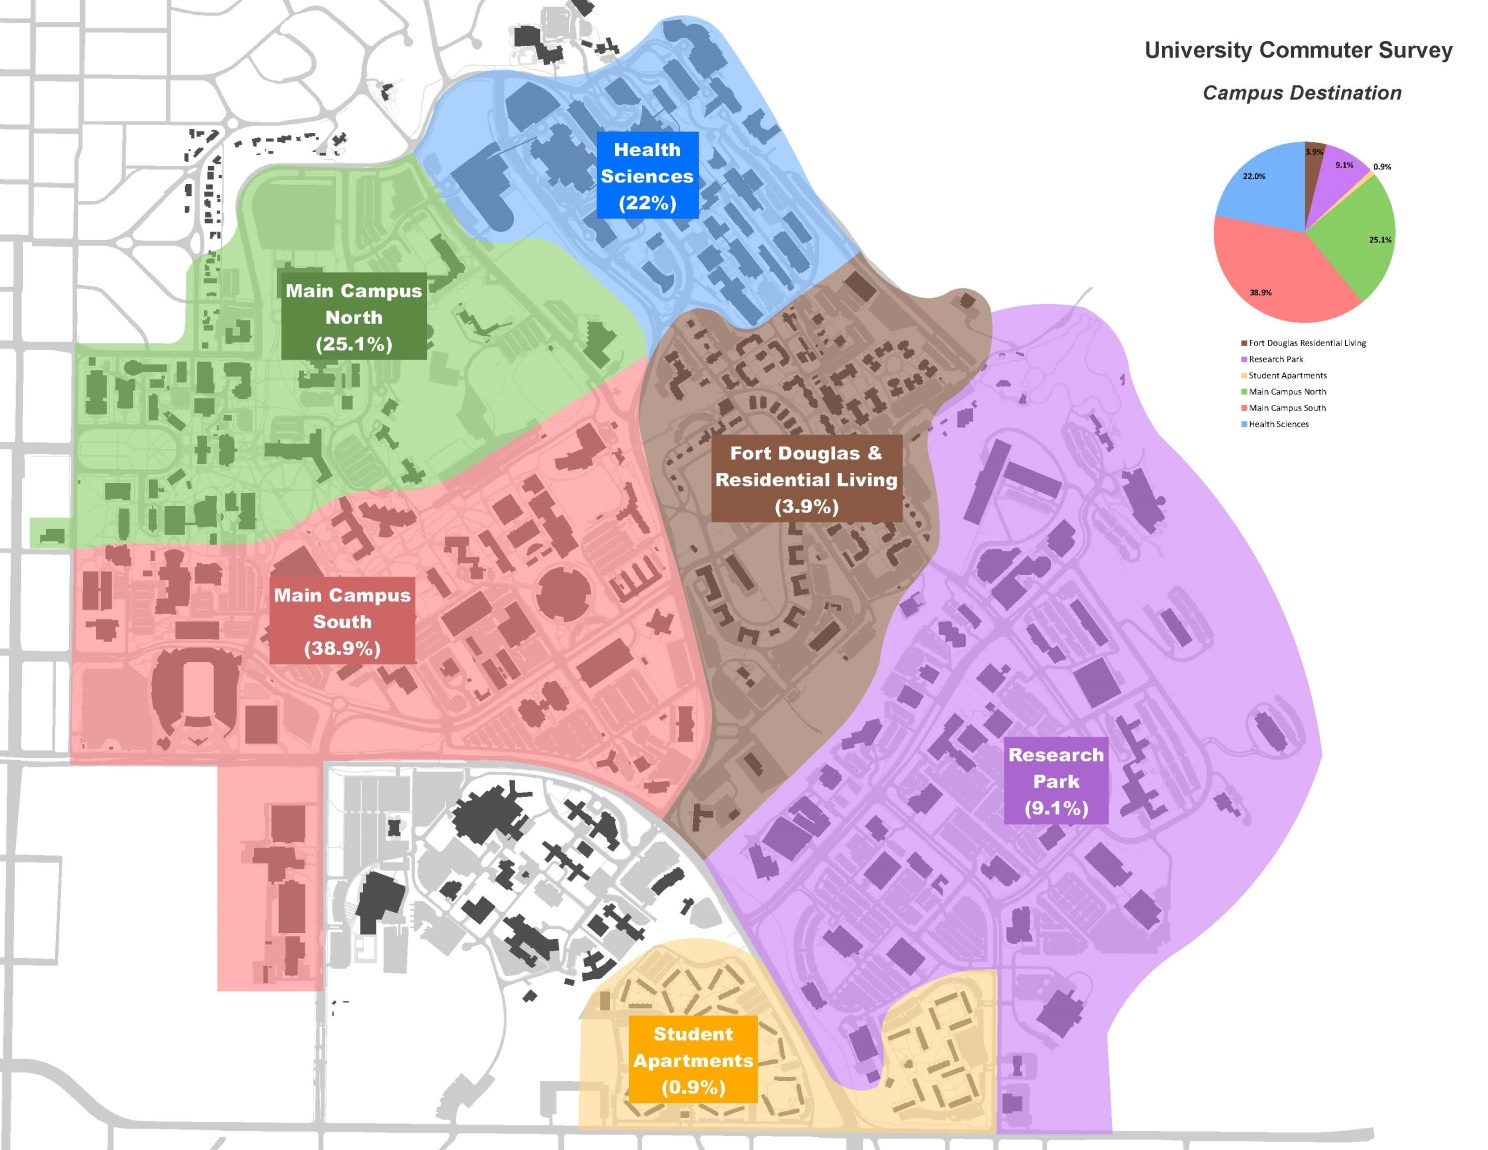 University Commuter Survey
Campus Destination
3.9%
9.1%
0.9%
22.0%
25.1%
38.9%
Fort Douglas Residential Living
Research Park
Student Apartments
Main Campus North
Main Campus South
Health Sciences
Health
Sciences
(22%)
Main Campus
North
(25.1%)
Fort Douglas &
Residential Living
(3.9%)
Main Campus
South
(38.9%)
Research
Park
(9.1%)
Student
Apartments
(0.9%)